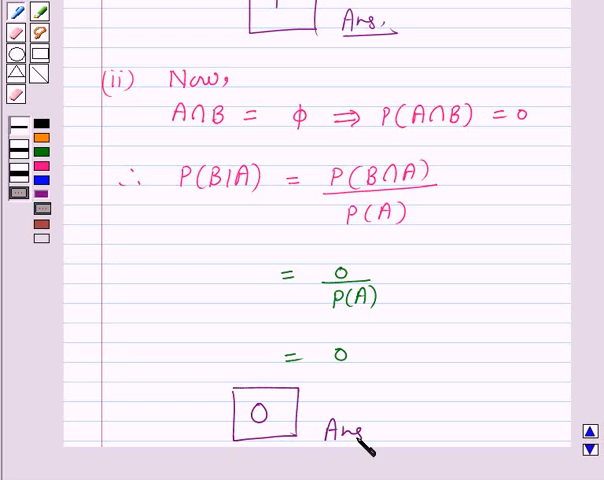 Ans.
(ii) Now,
A∩B = ϕ ⇒ P(A∩B) = 0
∴ P(B|A) = P(B∩A)
P(A)
= 0
P(A)
= 0
0
Ans